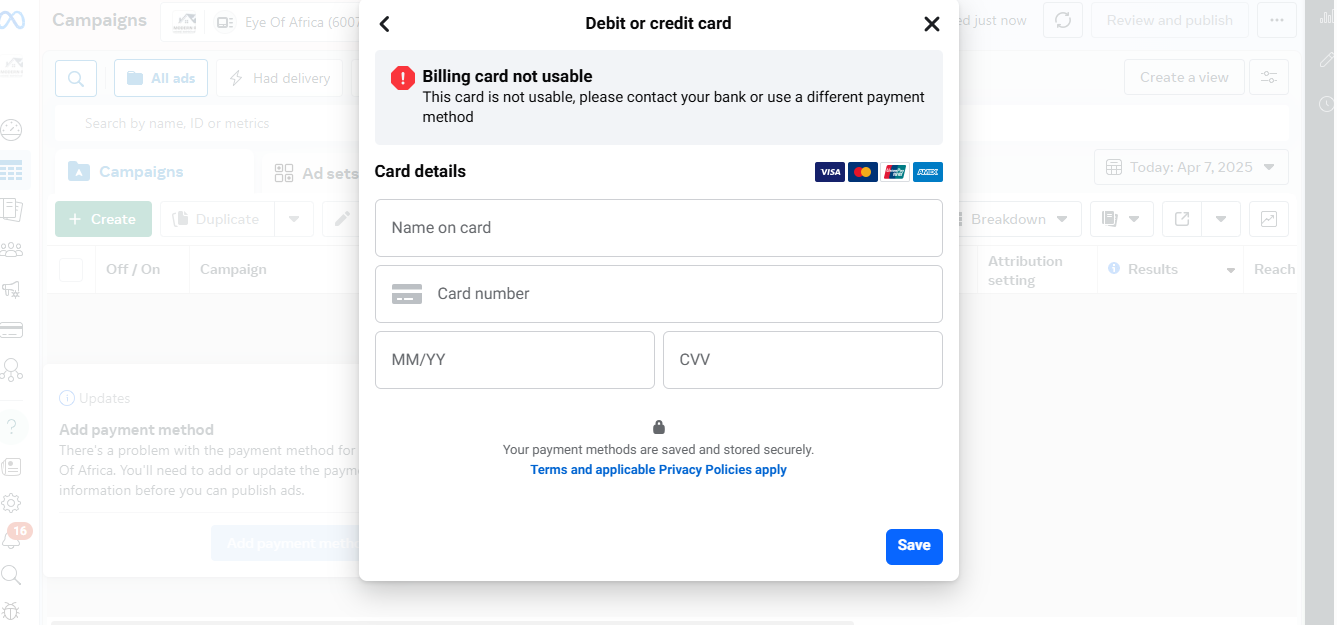 Campaigns
Eye Of Africa (6007
Debit or credit card
ed just now
Review and publish
All ads
Had delivery
Billing card not usable
This card is not usable, please contact your bank or use a different payment
method
Create a view
Search by name, ID or metrics
Campaigns
Ad sets
Card details
VISA
AMEX
Today: Apr 7, 2025
Create
Duplicate
Name on card
Breakdown
Off / On
Campaign
Card number
Attribution
setting
Results
Reach
MM/YY
CVV
Updates
Add payment method
There's a problem with the payment method for
Of Africa. You'll need to add or update the paym
information before you can publish ads.
Your payment methods are saved and stored securely.
Terms and applicable Privacy Policies apply
16
Add payment meth
Save